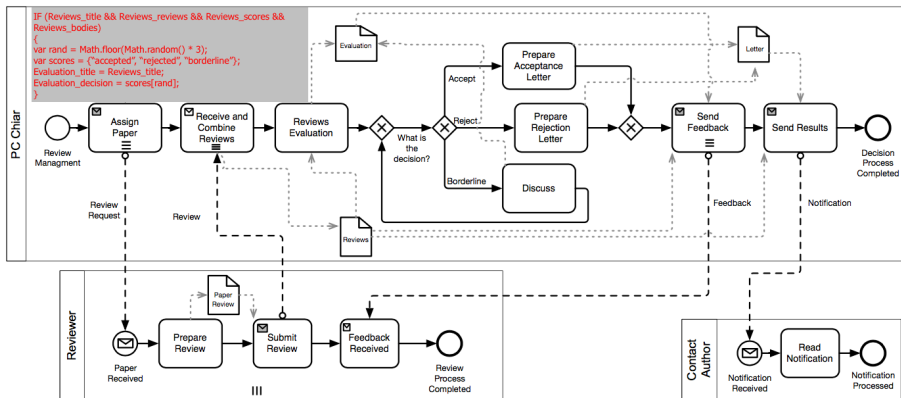 IF (Reviews_title && Reviews_reviews && Reviews_scores &&
Reviews_bodies)
{
var rand = Math.floor(Math.random() * 3);
var scores = {"accepted", "rejected", "borderline"};
Evaluation_title = Reviews_title;
Evaluation_decision = scores[rand];
}
PC Chiar
Review
Managment
Assign
Paper
Receive and
Combine
Reviews
Reviews
Evaluation
Evaluation
What is
the
decision?
Accept
Reject
Borderline
Prepare
Acceptance
Letter
Prepare
Rejection
Letter
Discuss
Letter
Send
Feedback
Send Results
Decision
Process
Completed
Review
Request
Review
Reviews
Feedback
Notification
Reviewer
Paper
Received
Prepare
Review
Paper
Review
Submit
Review
Feedback
Received
Review
Process
Completed
Contact
Author
Notification
Received
Read
Notification
Notification
Processed